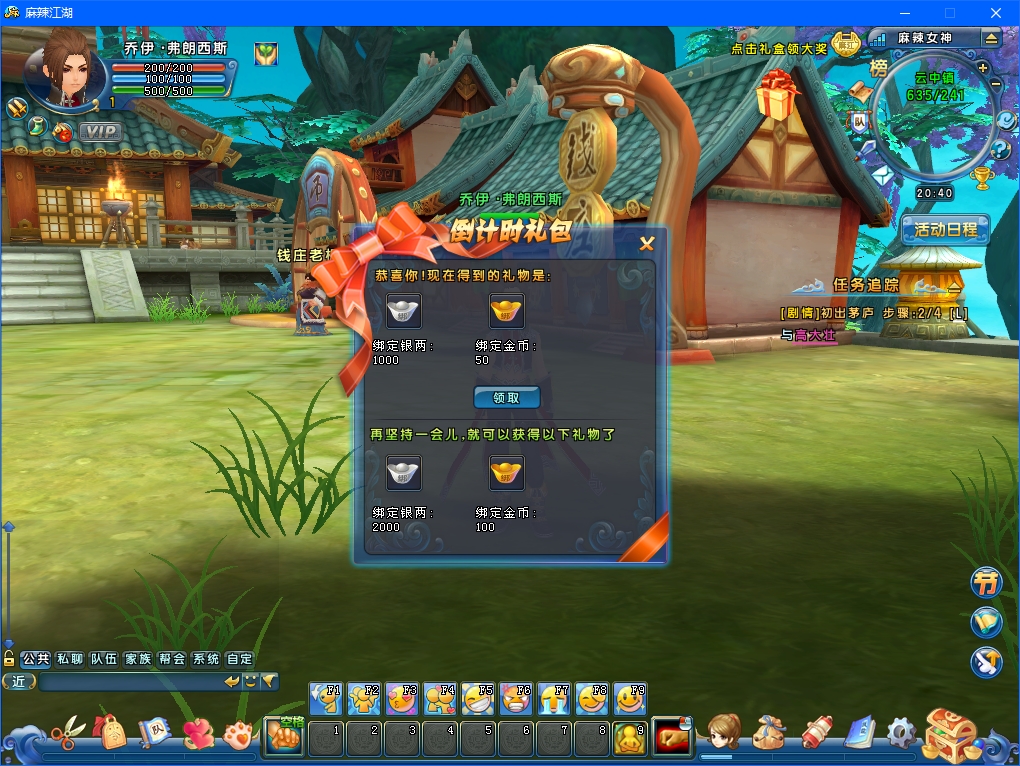 麻辣江湖
乔伊·弗朗西斯
200/200
100/100
500/500
1
VIP
点击礼盒领大奖
麻辣女神
榜
云中镇
635/241
队
20:40
活动日程
钱
币
乔伊·弗朗西斯
倒计时礼包
恭喜你!现在得到的礼物是:
绑
绑
绑定银两:
1000
绑定金币:
50
领取
再坚持一会儿,就可以获得以下礼物了
绑
绑
绑定银两:
2000
绑定金币:
100
任务追踪
[剧情]初出茅庐 步骤:2/4 [L]
与高大壮
节
公共 私聊 队伍 家族 帮会 系统 自定
近
F1 F2 F3 F4 F5 F6 F7 F8 F9
空格 1 2 3 4 5 6 7 8 9
队